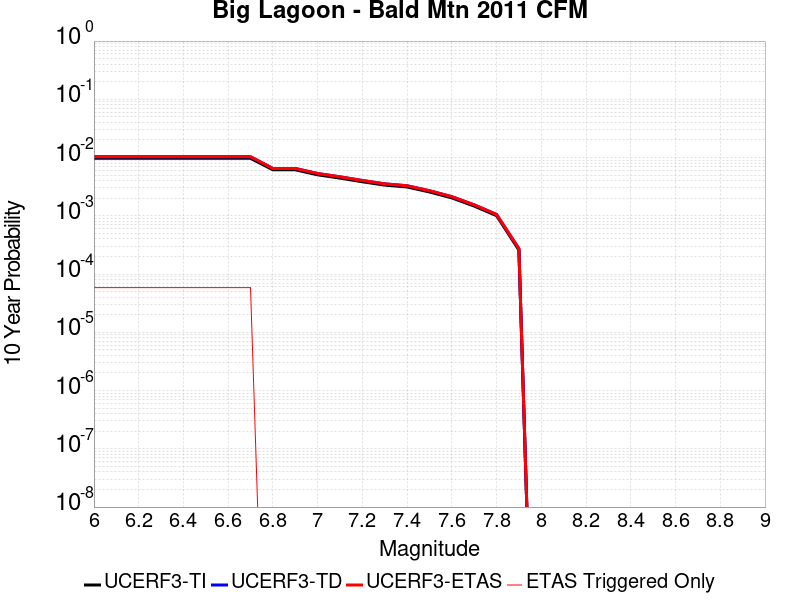 Big Lagoon - Bald Mtn 2011 CFM
10^0
10^-1
10^-2
10^-3
10^-4
10^-5
10^-6
10^-7
10^-8
10 Year Probability
6 6.2 6.4 6.6 6.8 7 7.2 7.4 7.6 7.8 8 8.2 8.4 8.6 8.8 9
Magnitude
UCERF3-TI UCERF3-TD UCERF3-ETAS ETAS Triggered Only